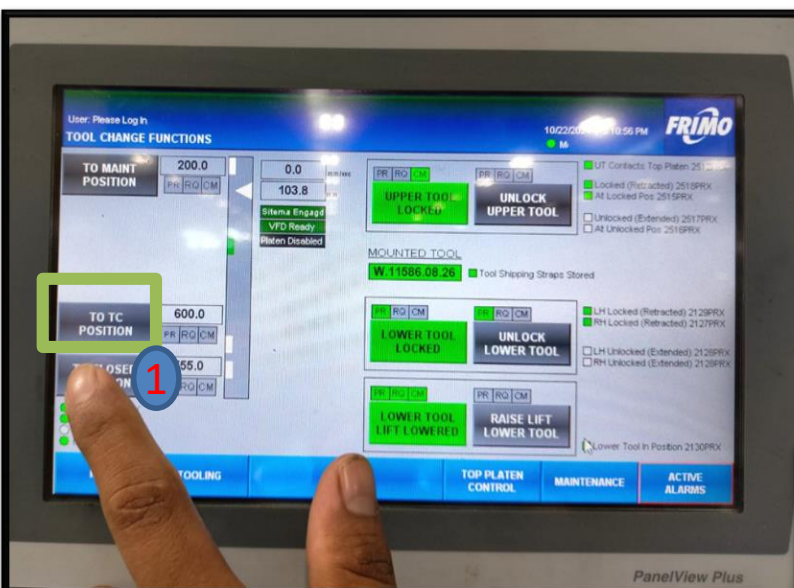 User: Please Log In
TOOL CHANGE FUNCTIONS
10:56 PM
FRIMO
TO MAINT
POSITION
200.0
PR RQ CM
0.0
103.8
Sitema Engagd
VFD Ready
Platen Disabled
PR RQ CM
UPPER TOOL
LOCKED
PR RQ CM
UNLOCK
UPPER TOOL
UT Contacts Top Platen
Locked (Retracted) 2518PRX
At Locked Pos 2515PRX
Unlocked (Extended) 2517PRX
At Unlocked Pos 2516PRX
MOUNTED TOOL
W.11586.08.26
Tool Shipping Straps Stored
TO TC
POSITION
600.0
PR RQ CM
55.0
RQ CM
1
PR RQ CM
LOWER TOOL
LOCKED
PR RQ CM
UNLOCK
LOWER TOOL
LH Locked (Retracted) 2129PRX
RH Locked (Retracted) 2127PRX
LH Unlocked (Extended) 2128PRX
RH Unlocked (Extended) 2126PRX
PR RQ CM
LOWER TOOL
LIFT LOWERED
PR RQ CM
RAISE LIFT
LOWER TOOL
Lower Tool In Position 2130PRX
TOOLING
TOP PLATEN
CONTROL
MAINTENANCE
ACTIVE
ALARMS
PanelView Plus